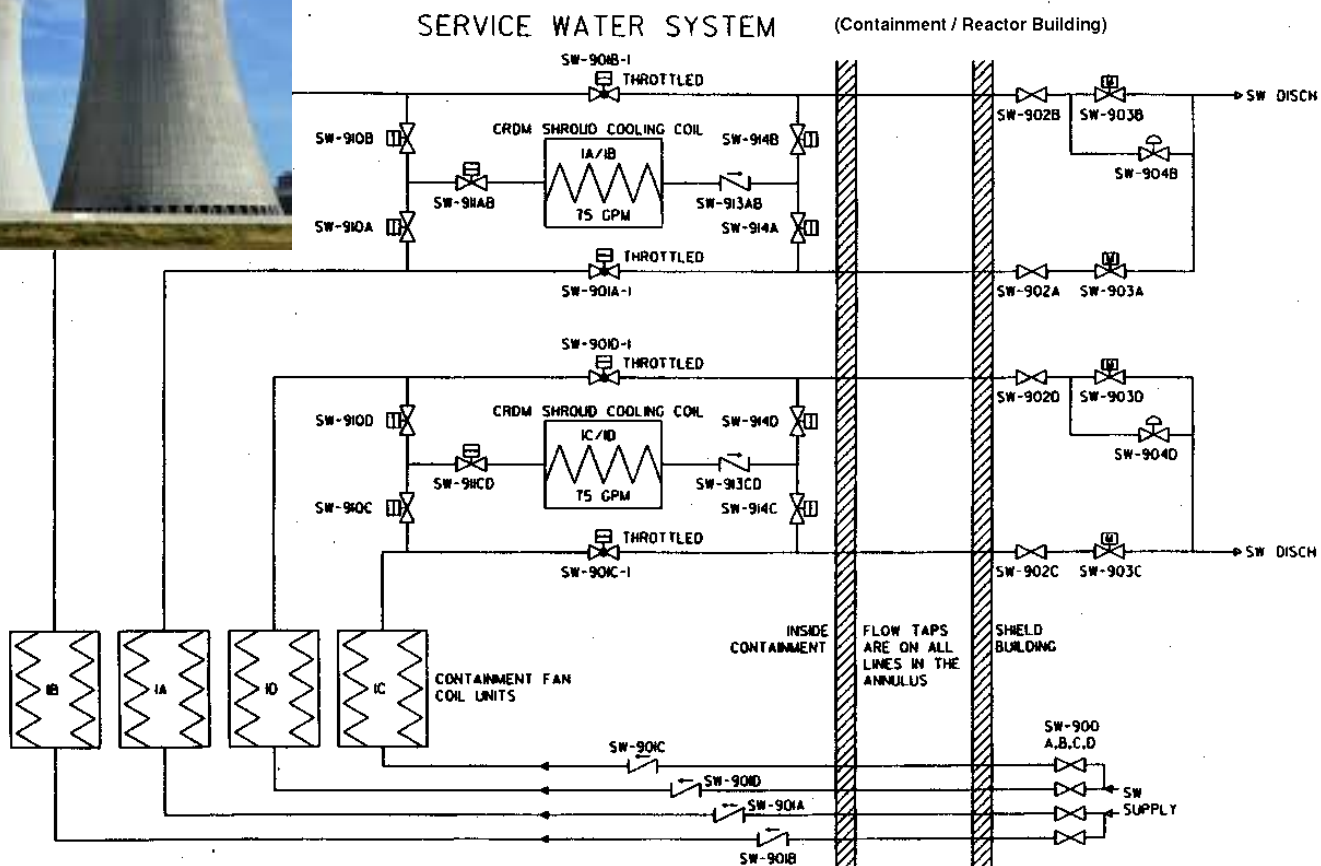 SERVICE WATER SYSTEM
(Containment / Reactor Building)
SW-901B-1
THROTTLED
SW-910B
CRDM SHROUD COOLING COIL
SW-914B
1A/1B
75 GPM
SW-911AB
SW-913AB
SW-910A
SW-914A
THROTTLED
SW-901A-1
SW-902B
M
SW-903B
SW DISCH
SW-904B
SW-902A
M
SW-903A
SW-901D-1
THROTTLED
SW-910D
CRDM SHROUD COOLING COIL
SW-914D
1C/1D
75 GPM
SW-911CD
SW-913CD
SW-910C
SW-914C
THROTTLED
SW-901C-1
SW-902D
M
SW-903D
SW-904D
SW-902C
M
SW-903C
SW DISCH
INSIDE
CONTAINMENT
FLOW TAPS
ARE ON ALL
LINES IN THE
ANNULUS
SHIELD
BUILDING
1B
1A
1D
1C
CONTAINMENT FAN
COIL UNITS
SW-900
A,B,C,D
SW-901C
SW-901D
SW-901A
SW-901B
SW
SUPPLY